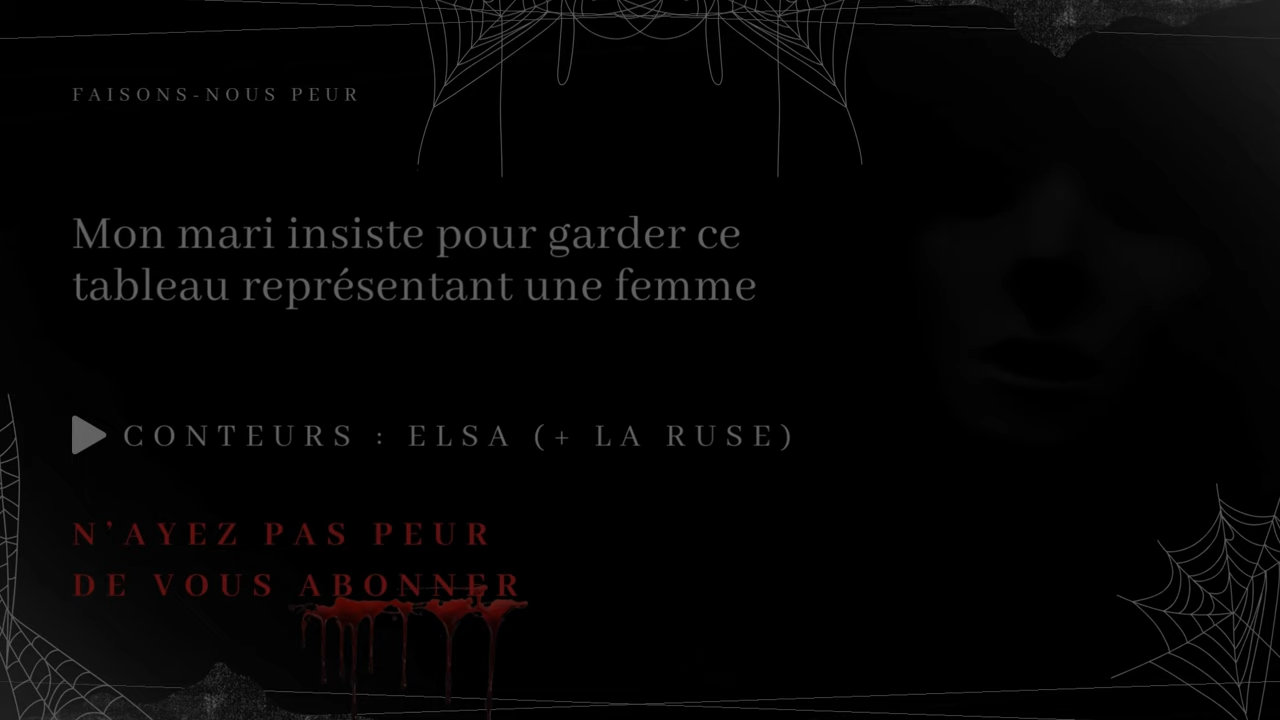 FAISONS-NOUS PEUR
Mon mari insiste pour garder ce
tableau représentant une femme
CONTEURS : ELSA (+ LA RUSE)
N'AYEZ PAS PEUR
DE VOUS ABONNER